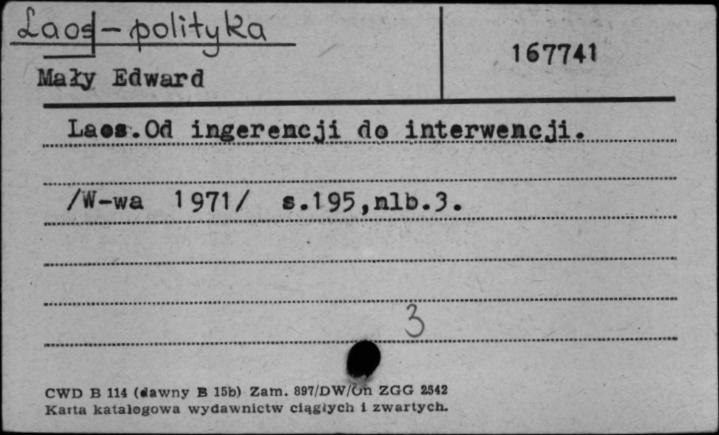 Laos - polityka
167741
Mały Edward
Laos.Od ingerencji do interwencji.
/W-wa 1971/ s.195,nlb.3.
3
CWD B 114 (dawny B 15b) Zam. 897/DW/On ZGG 2542
Karta katalogowa wydawnictw ciągłych i zwartych.